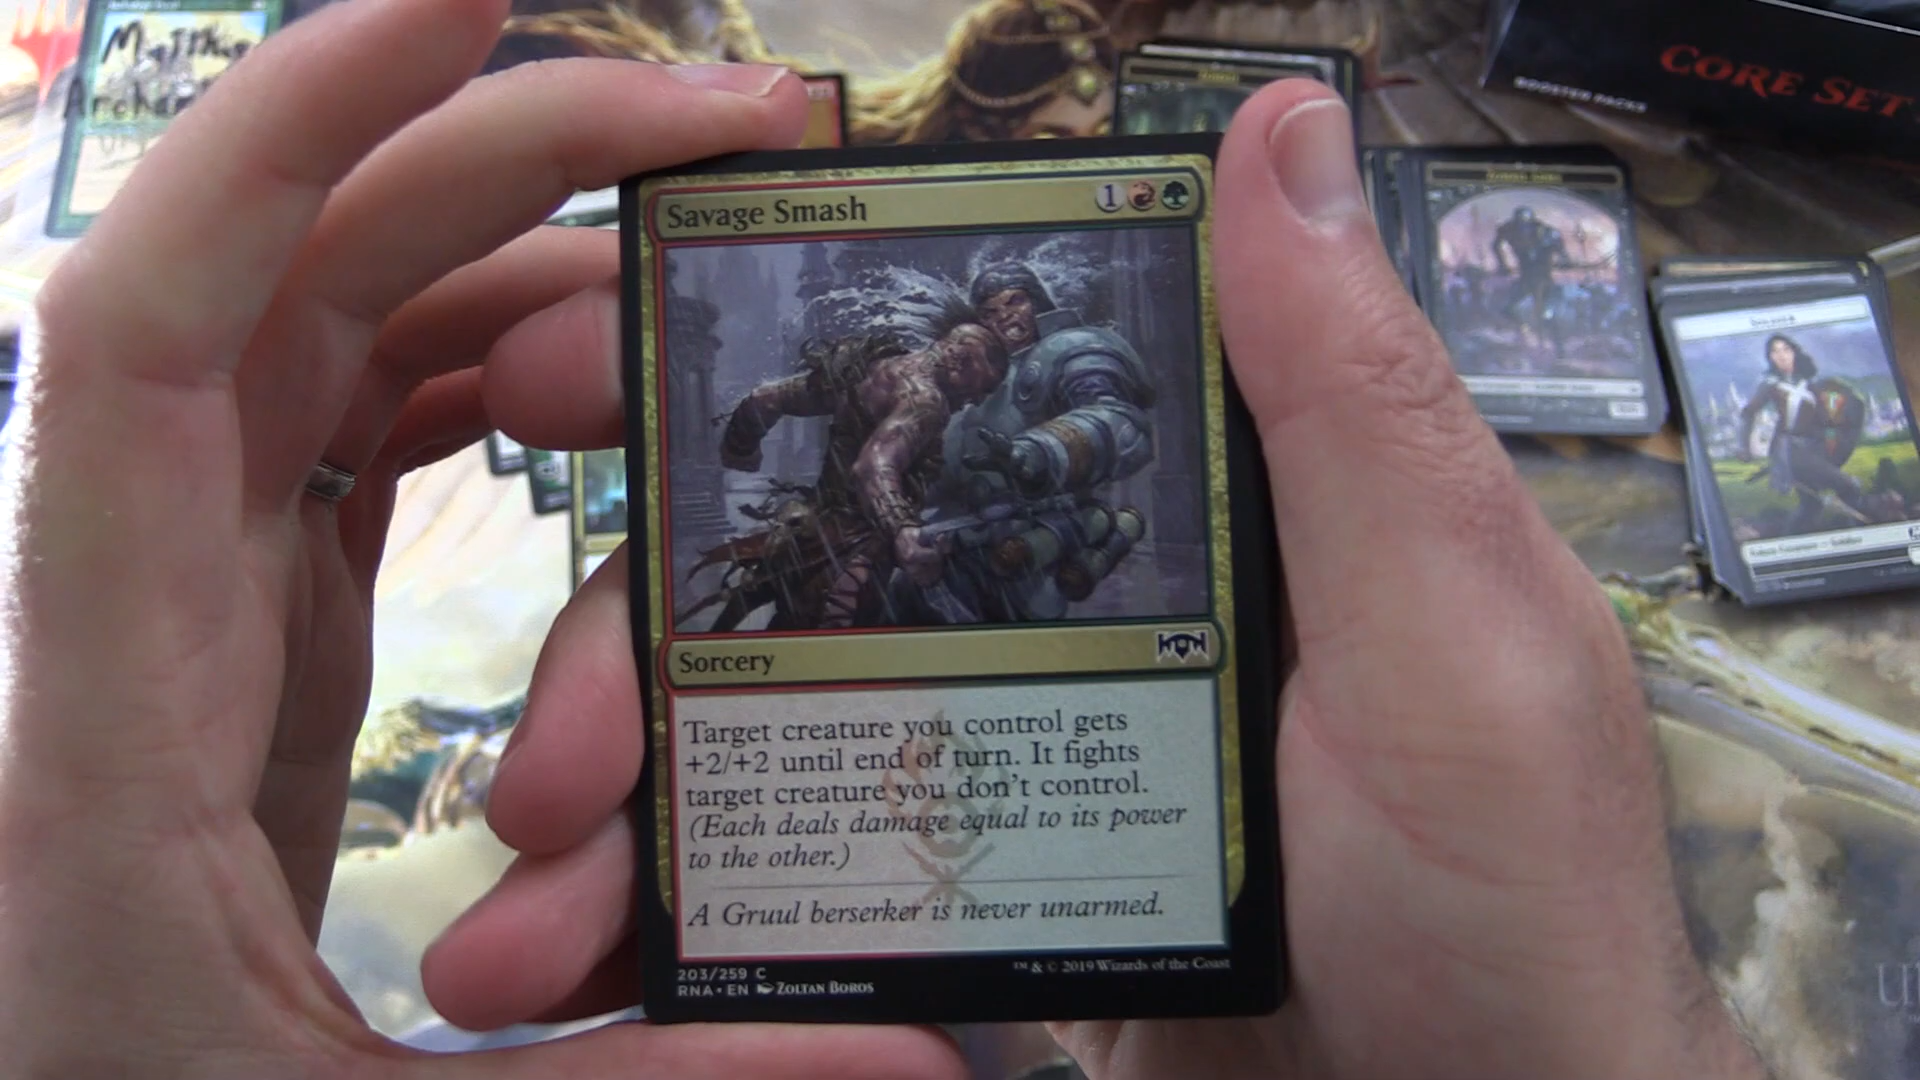 CORE SET
BOOSTER PACKS
Savage Smash
1
Sorcery
Target creature you control gets
+2/+2 until end of turn. It fights
target creature you don't control.
(Each deals damage equal to its power
to the other.)
A Gruul berserker is never unarmed.
203/259 C
RNA • EN Zoltan Boros
™ & © 2019 Wizards of the Coast